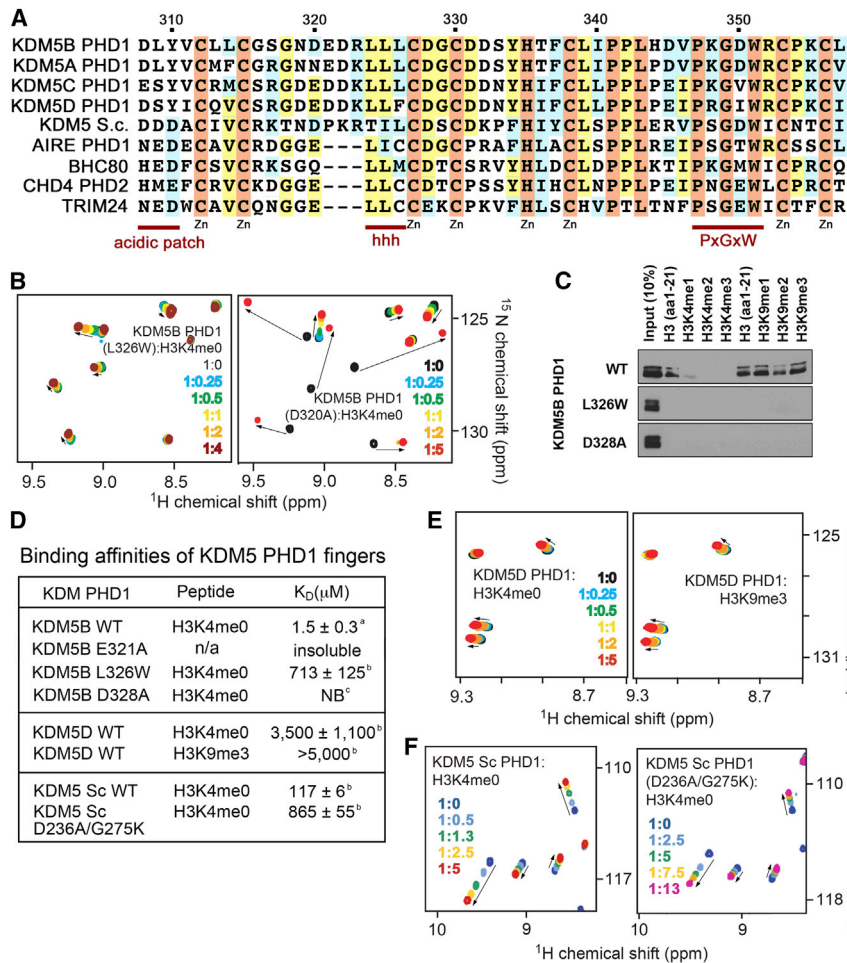 A
310 320 330 340 350
KDM5B PHD1 DLYVCLLCGSGNDEDRLLLCDGCDDSYHTFCLIPPLHDVPKGDWRCPKCL
KDM5A PHD1 DLYVCMFCGRGNNEDKLLLCDGCDDSYHTFCLIPPLPDVPKGDWRCPKCV
KDM5C PHD1 ESYVCRMCSRGDEDDKLLLCDGCDDNYHIFCLLPPLPEIPKGVWRCPKCV
KDM5D PHD1 DSYICQVCSRGDEDDKLLFCDGCDDNYHIFCLLPPLPEIPRGIWRCPKCI
KDM5 S.c. DDDACIVCRKTNDPKRTILCDSCDKPFHIYCLSPPLERVPSGDWICNTCI
AIRE PHD1 NEDECAVCRDGGE---LICCDGCPRAFHLACLSPPLREIPSGTWRCSSCL
BHC80 HEDFCSVCRKSGQ---LLMCDTCSRVYHLDCLDPPLKTIPKGMWICPRCQ
CHD4 PHD2 HMEFCRVCKDGGE---LLCCDTCPSSYHIHCLNPPLPEIPNGEWLCPRCT
TRIM24 NEDWCAVCQNGGE---LLCCEKCPKVFHLSCHVPTLTNFPSGEWICTFCR
Zn Zn Zn Zn Zn Zn Zn Zn
acidic patch hhh PxGxW
B
KDM5B PHD1
(L326W):H3K4me0
1:0
1:0.25
1:0.5
1:1
1:2
1:4
9.5 9.0 8.5
KDM5B PHD1
(D320A):H3K4me0
1:0
1:0.25
1:0.5
1:1
1:2
1:5
9.5 9.0 8.5
125
130
15 N chemical shift (ppm)
1H chemical shift (ppm)
C
Input (10%)
H3 (aa1-21)
H3K4me1
H3K4me2
H3K4me3
H3 (aa1-21)
H3K9me1
H3K9me2
H3K9me3
KDM5B PHD1
WT
L326W
D328A
D
Binding affinities of KDM5 PHD1 fingers
KDM PHD1 Peptide KD(μM)
KDM5B WT H3K4me0 1.5 ± 0.3a
KDM5B E321A n/a insoluble
KDM5B L326W H3K4me0 713 ± 125b
KDM5B D328A H3K4me0 NBc
KDM5D WT H3K4me0 3,500 ± 1,100b
KDM5D WT H3K9me3 >5,000b
KDM5 Sc WT H3K4me0 117 ± 6b
KDM5 Sc H3K4me0 865 ± 55b
D236A/G275K
E
KDM5D PHD1:
H3K4me0
1:0
1:0.25
1:0.5
1:1
1:2
1:5
9.3 8.7
KDM5D PHD1:
H3K9me3
9.3 8.7
125
131
1H chemical shift (ppm)
F
KDM5 Sc PHD1:
H3K4me0
1:0
1:0.5
1:1.3
1:2.5
1:5
110
117
10 9
KDM5 Sc PHD1
(D236A/G275K):
H3K4me0
1:0
1:2.5
1:5
1:7.5
1:13
110
118
10 9
1H chemical shift (ppm)